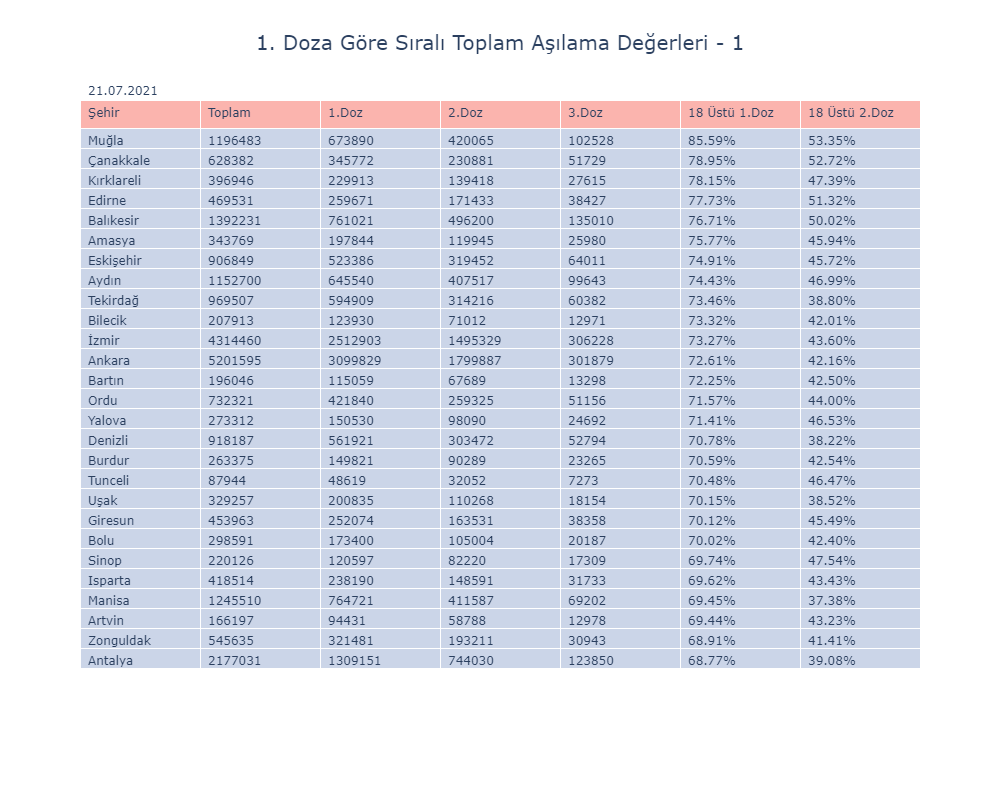 1. Doza Göre Sıralı Toplam Aşılama Değerleri - 1
21.07.2021
Şehir Toplam 1.Doz 2.Doz 3.Doz 18 Üstü 1.Doz 18 Üstü 2.Doz
Muğla 1196483 673890 420065 102528 85.59% 53.35%
Çanakkale 628382 345772 230881 51729 78.95% 52.72%
Kırklareli 396946 229913 139418 27615 78.15% 47.39%
Edirne 469531 259671 171433 38427 77.73% 51.32%
Balıkesir 1392231 761021 496200 135010 76.71% 50.02%
Amasya 343769 197844 119945 25980 75.77% 45.94%
Eskişehir 906849 523386 319452 64011 74.91% 45.72%
Aydın 1152700 645540 407517 99643 74.43% 46.99%
Tekirdağ 969507 594909 314216 60382 73.46% 38.80%
Bilecik 207913 123930 71012 12971 73.32% 42.01%
İzmir 4314460 2512903 1495329 306228 73.27% 43.60%
Ankara 5201595 3099829 1799887 301879 72.61% 42.16%
Bartın 196046 115059 67689 13298 72.25% 42.50%
Ordu 732321 421840 259325 51156 71.57% 44.00%
Yalova 273312 150530 98090 24692 71.41% 46.53%
Denizli 918187 561921 303472 52794 70.78% 38.22%
Burdur 263375 149821 90289 23265 70.59% 42.54%
Tunceli 87944 48619 32052 7273 70.48% 46.47%
Uşak 329257 200835 110268 18154 70.15% 38.52%
Giresun 453963 252074 163531 38358 70.12% 45.49%
Bolu 298591 173400 105004 20187 70.02% 42.40%
Sinop 220126 120597 82220 17309 69.74% 47.54%
Isparta 418514 238190 148591 31733 69.62% 43.43%
Manisa 1245510 764721 411587 69202 69.45% 37.38%
Artvin 166197 94431 58788 12978 69.44% 43.23%
Zonguldak 545635 321481 193211 30943 68.91% 41.41%
Antalya 2177031 1309151 744030 123850 68.77% 39.08%